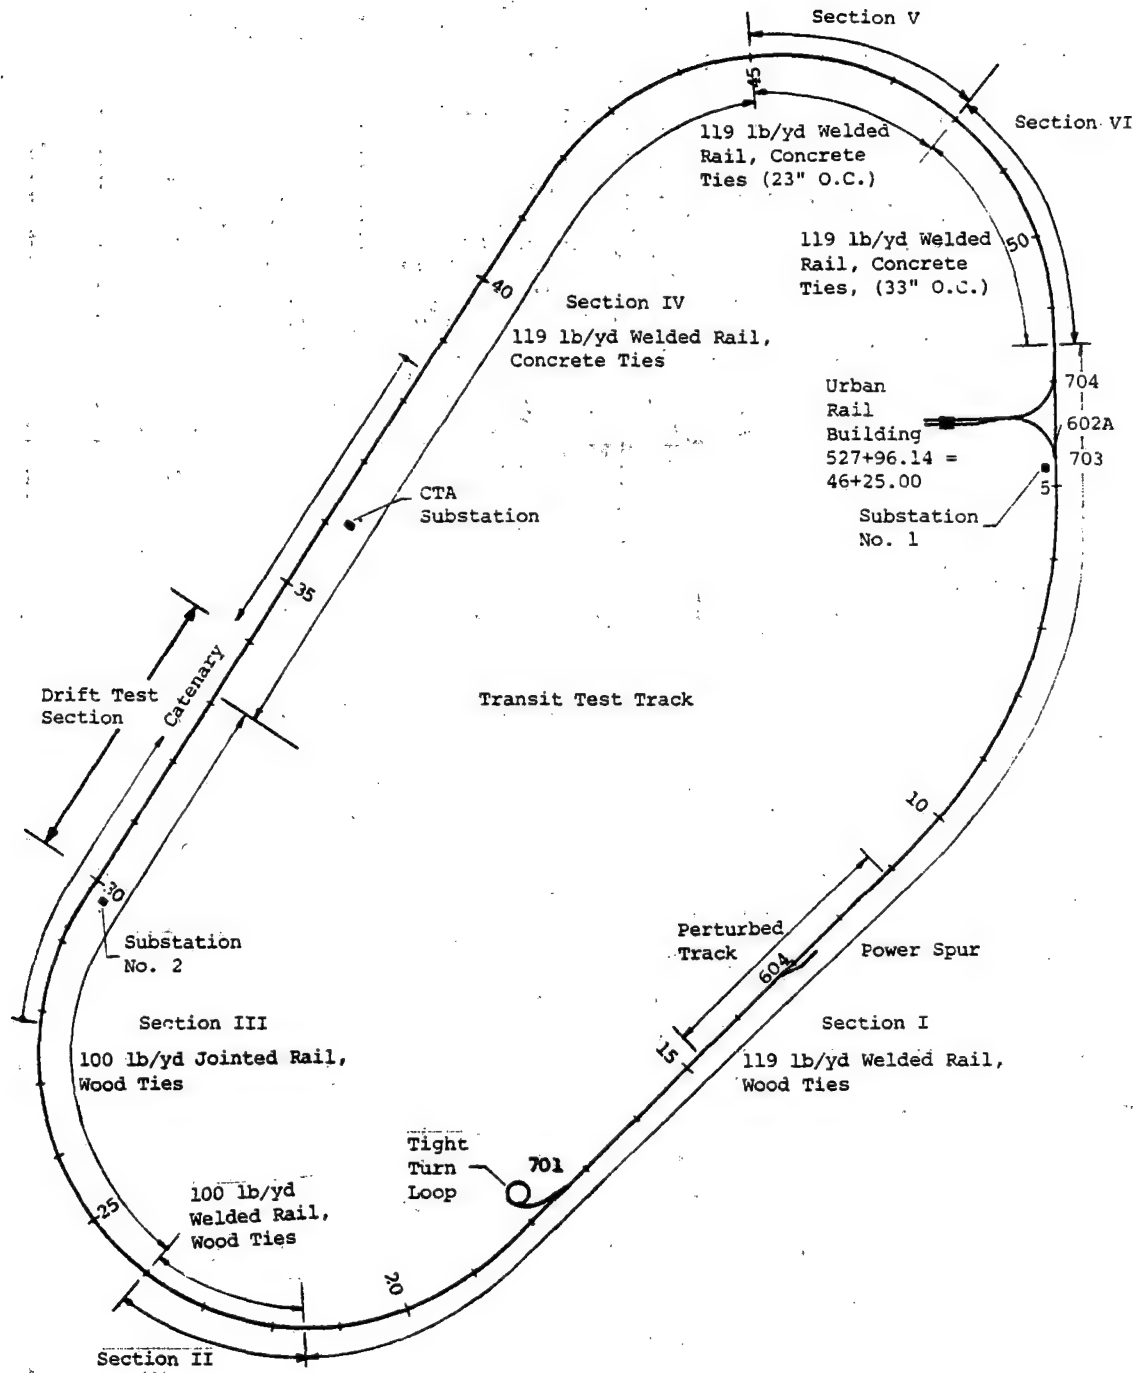 Section V
45
Section VI
119 lb/yd Welded
Rail, Concrete
Ties (23" O.C.)
119 lb/yd Welded
Rail, Concrete
Ties, (33" O.C.)
50
40
Section IV
119 lb/yd Welded Rail,
Concrete Ties
Urban
Rail
Building
527+96.14 =
46+25.00
704
602A
703
5
Substation
No. 1
CTA
Substation
35
Catenary
Drift Test
Section
Transit Test Track
10
30
Substation
No. 2
Perturbed
Track
604
Power Spur
Section III
100 lb/yd Jointed Rail,
Wood Ties
Section I
119 lb/yd Welded Rail,
Wood Ties
15
Tight
Turn
Loop
701
25
100 lb/yd
Welded Rail,
Wood Ties
20
Section II